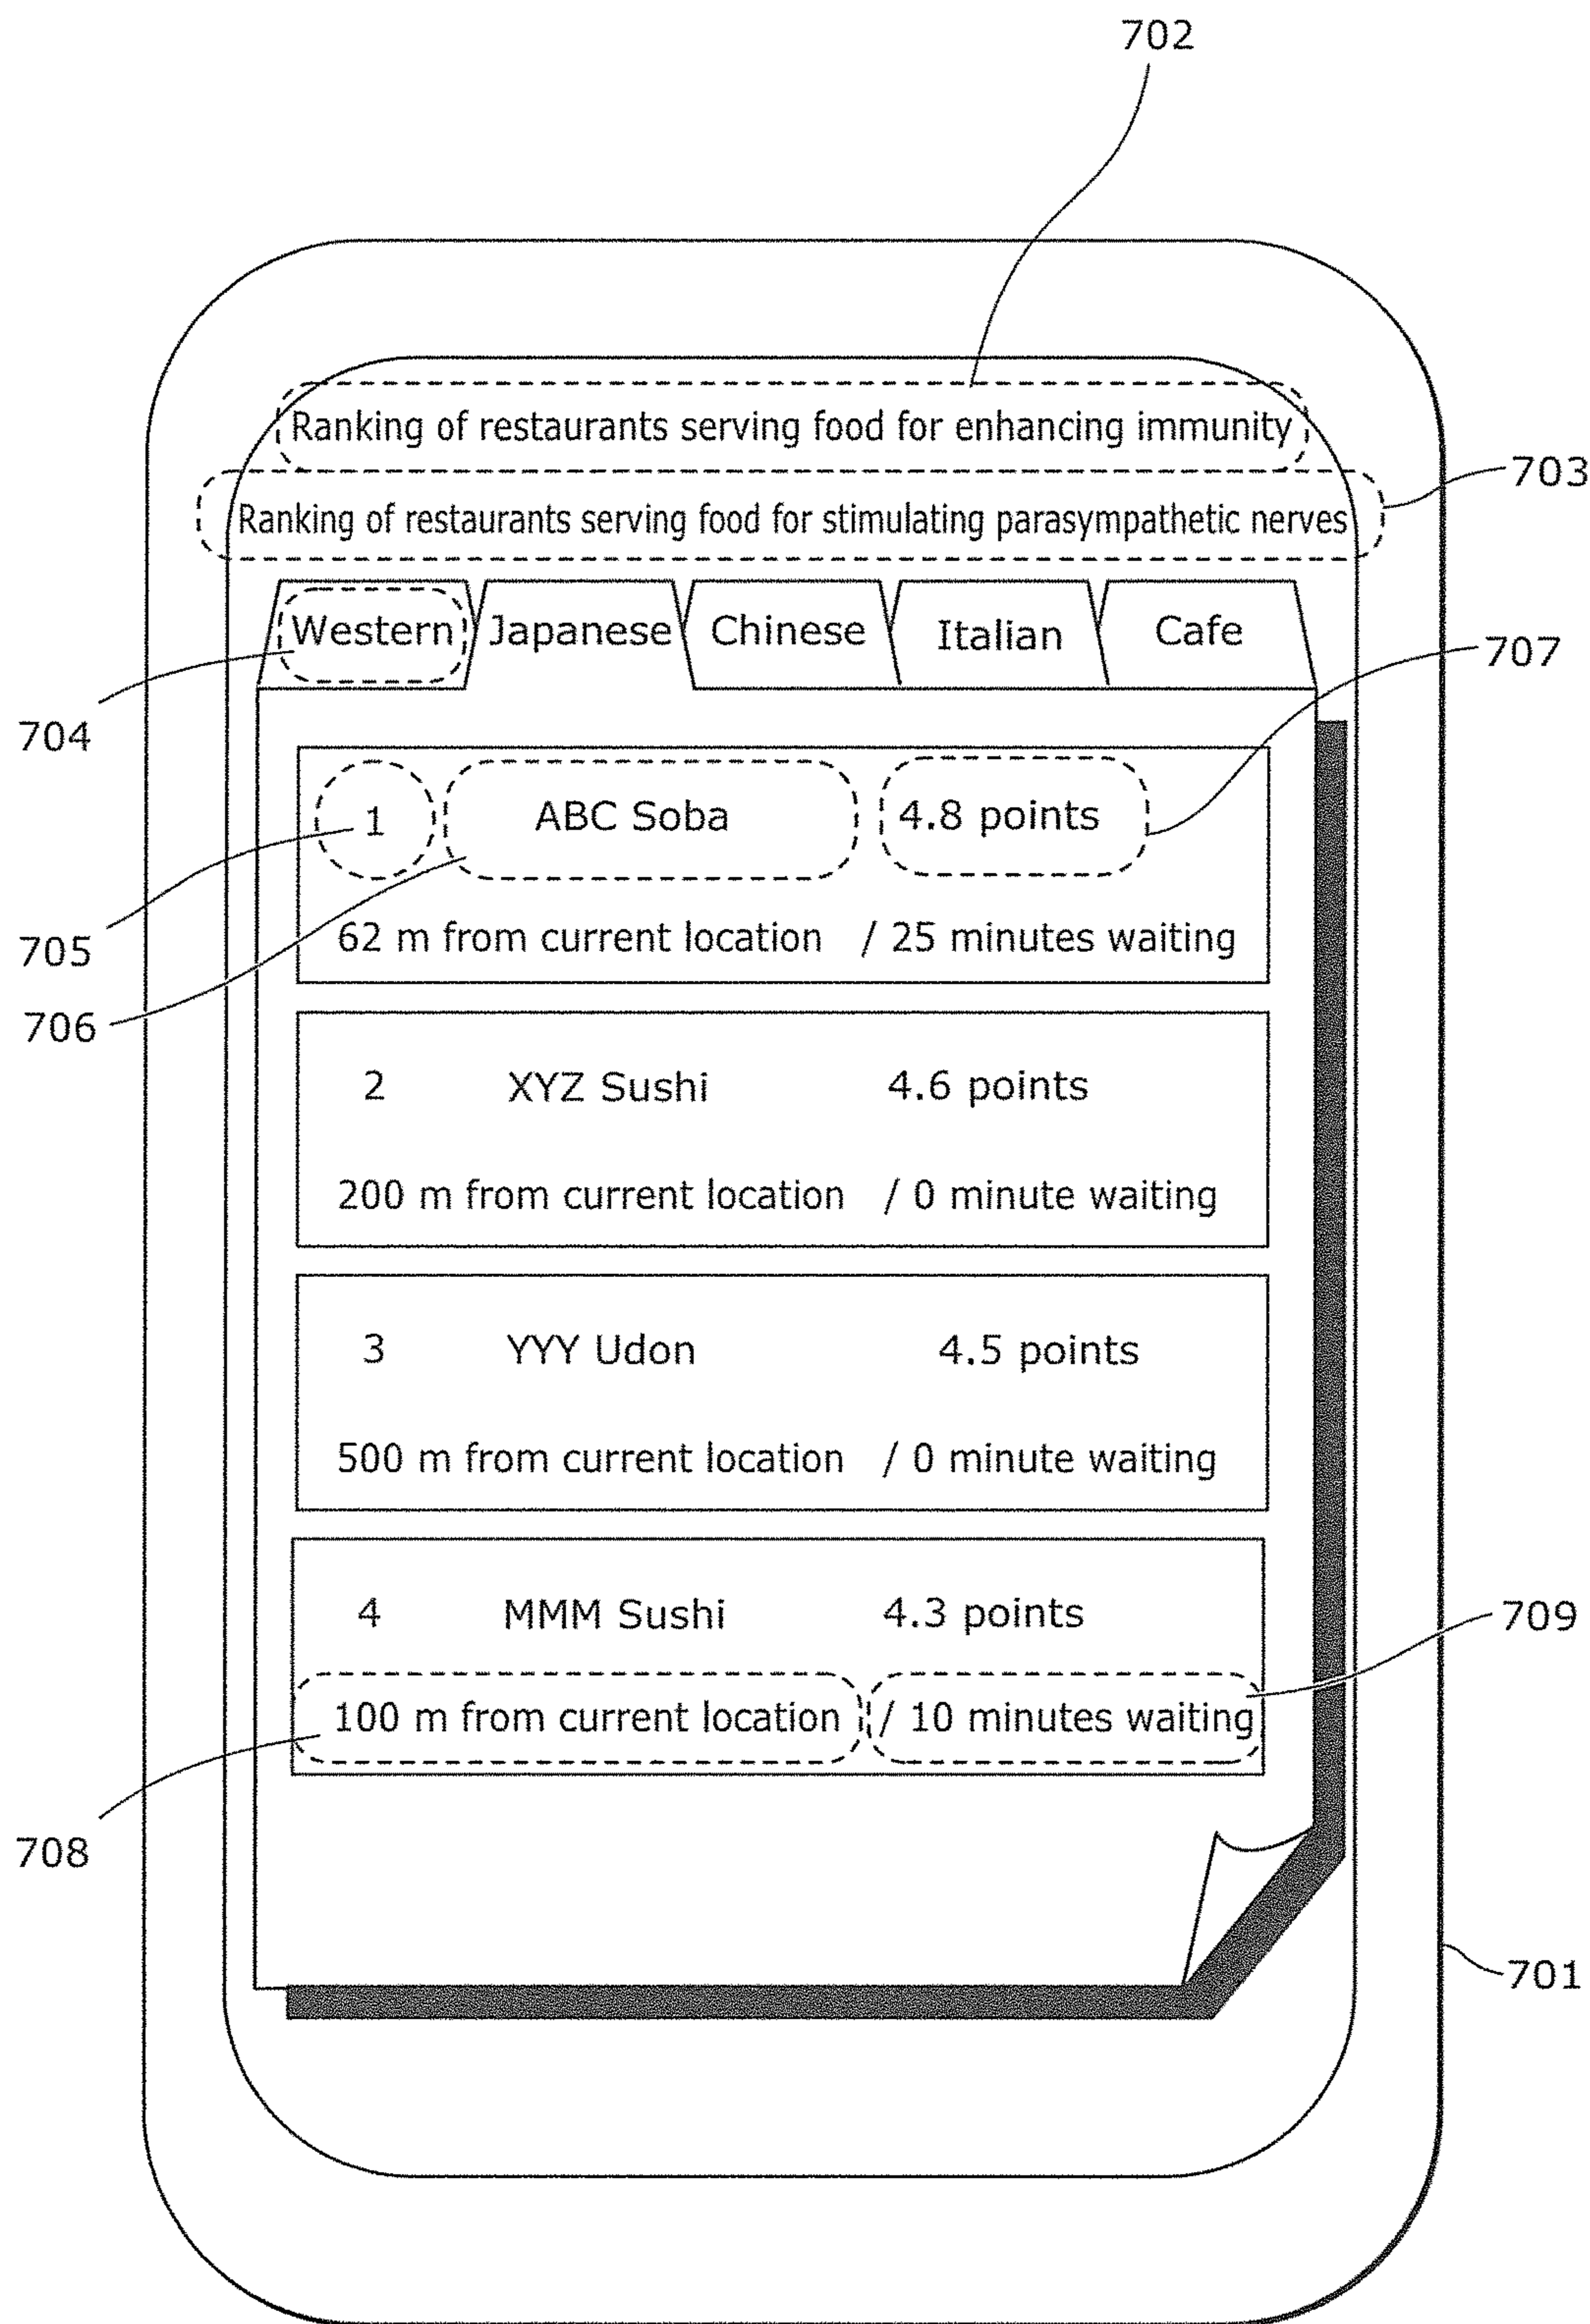 702
Ranking of restaurants serving food for enhancing immunity
703
Ranking of restaurants serving food for stimulating parasympathetic nerves
Western Japanese Chinese Italian Cafe
707
704
1 ABC Soba 4.8 points
705
62 m from current location / 25 minutes waiting
706
2 XYZ Sushi 4.6 points
200 m from current location / 0 minute waiting
3 YYY Udon 4.5 points
500 m from current location / 0 minute waiting
4 MMM Sushi 4.3 points
709
100 m from current location / 10 minutes waiting
708
701